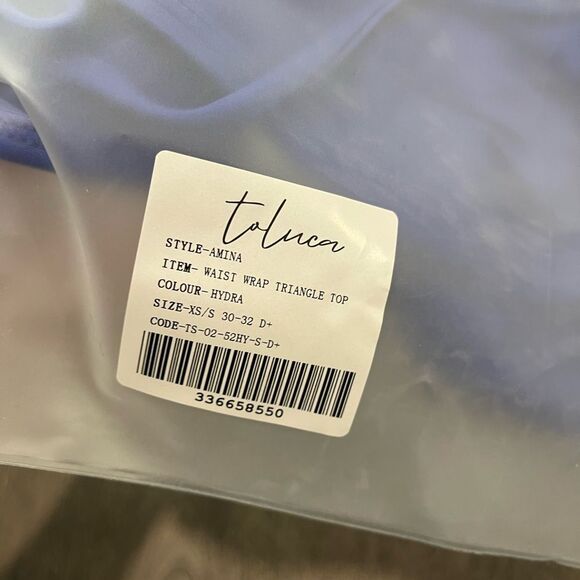 toluca
STYLE-AMINA
ITEM- WAIST WRAP TRIANGLE TOP
COLOUR- HYDRA
SIZE-XS/S 30-32 D+
CODE-TS-02-52HY-S-D+
336658550